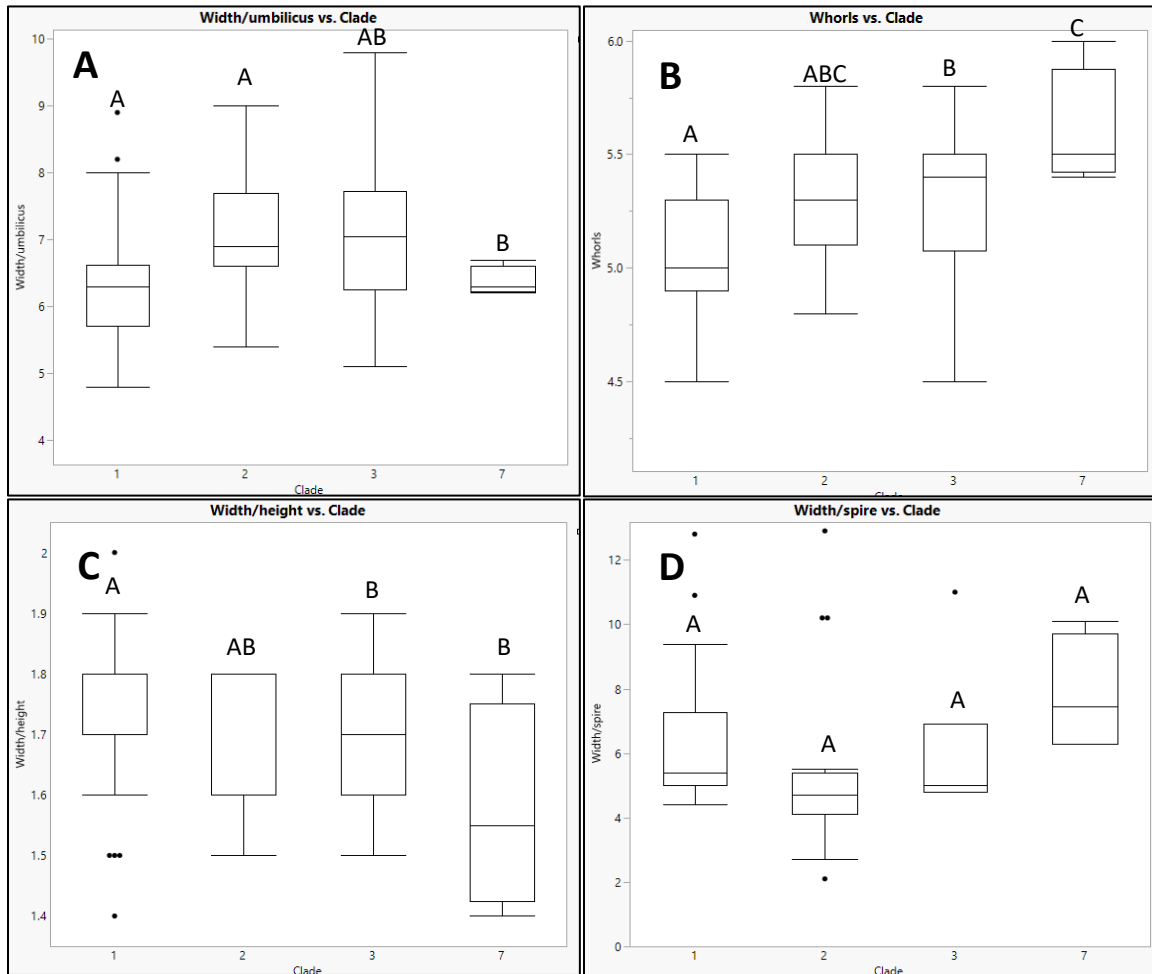 Width/umbilicus vs. Clade
A
A
A
AB
B
Width/umbilicus
10
9
8
7
6
5
4
1
2
3
7
Clade
Whorls vs. Clade
B
A
ABC
B
C
Whorls
6.0
5.5
5.0
4.5
1
2
3
7
Clade
Width/height vs. Clade
C
A
AB
B
B
Width/height
2
1.9
1.8
1.7
1.6
1.5
1.4
1
2
3
7
Clade
Width/spire vs. Clade
D
A
A
A
A
Width/spire
12
10
8
6
4
2
0
1
2
3
7
Clade